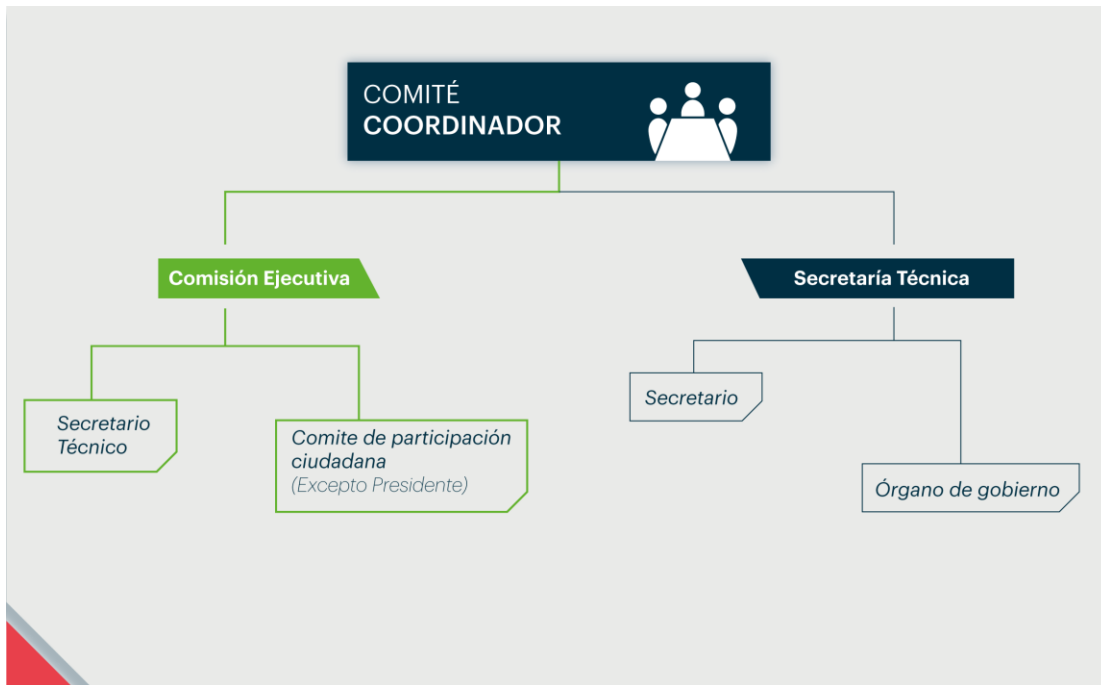 COMITÉ
COORDINADOR
Comisión Ejecutiva
Secretaría Técnica
Secretario
Técnico
Comite de participación
ciudadana
(Excepto Presidente)
Secretario
Órgano de gobierno